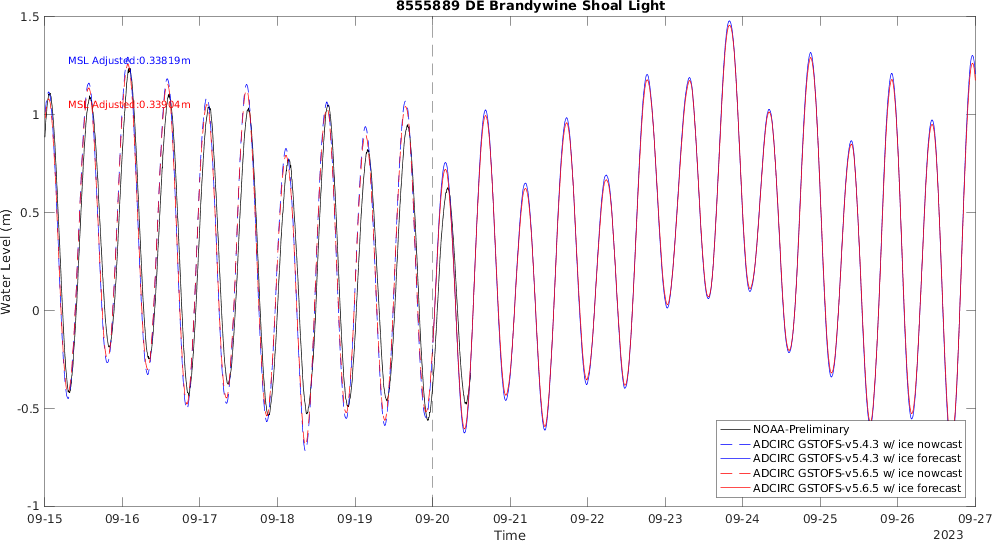 8555889 DE Brandywine Shoal Light
1.5
1
0.5
0
-0.5
-1
Water Level (m)
MSL Adjusted:0.33819m
MSL Adjusted:0.33904m
NOAA-Preliminary
ADCIRC GSTOFS-v5.4.3 w/ ice nowcast
ADCIRC GSTOFS-v5.4.3 w/ ice forecast
ADCIRC GSTOFS-v5.6.5 w/ ice nowcast
ADCIRC GSTOFS-v5.6.5 w/ ice forecast
09-15 09-16 09-17 09-18 09-19 09-20 09-21 09-22 09-23 09-24 09-25 09-26 09-27
Time
2023